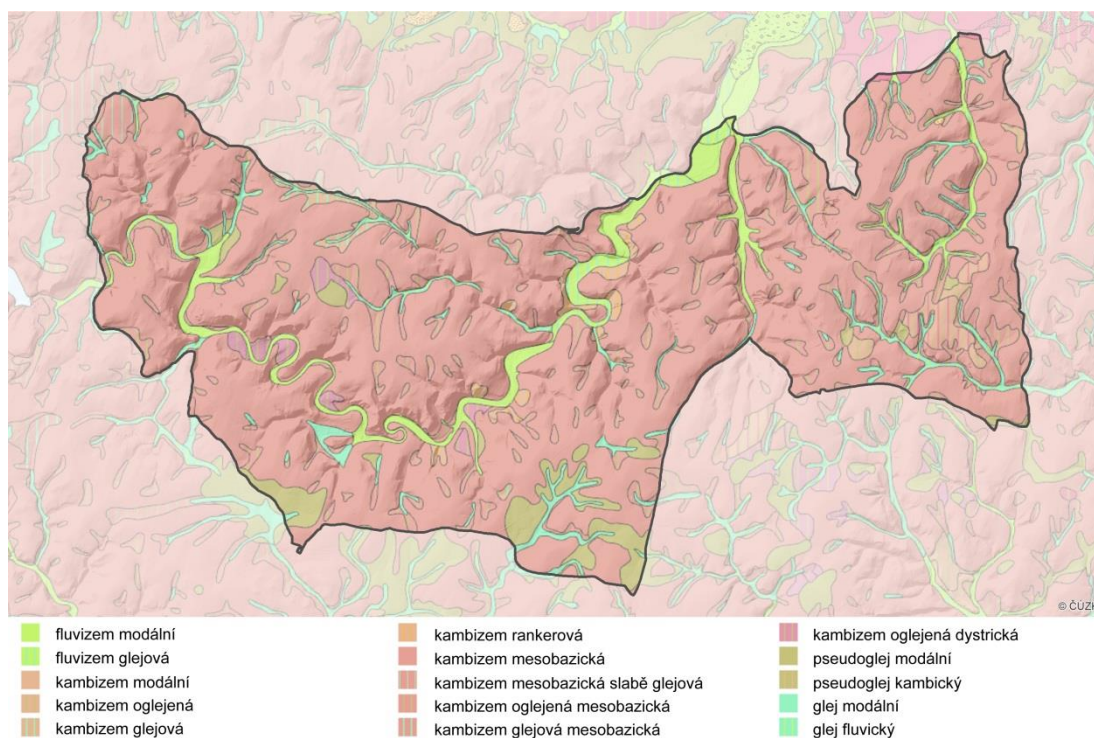 © ČÚZK
fluvizem modální
fluvizem glejová
kambizem modální
kambizem oglejená
kambizem glejová
kambizem rankerová
kambizem mesobazická
kambizem mesobazická slabě glejová
kambizem oglejená mesobazická
kambizem glejová mesobazická
kambizem oglejená dystrická
pseudoglej modální
pseudoglej kambický
glej modální
glej fluvický